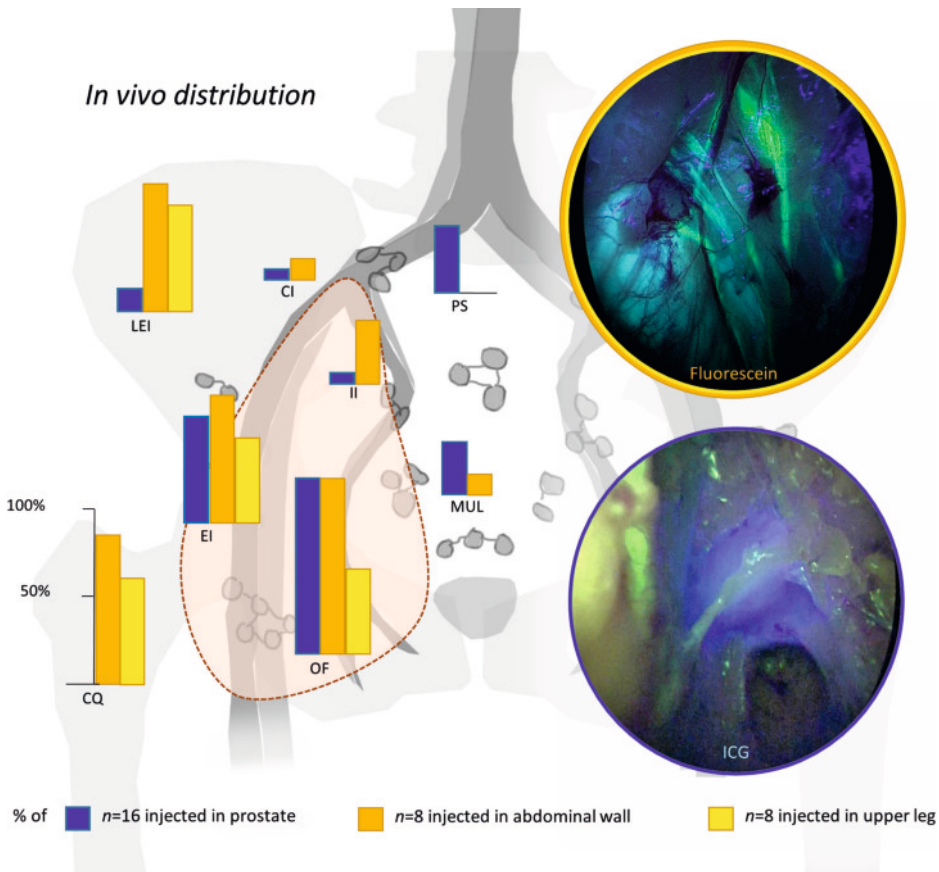 In vivo distribution
LEI
CI
PS
II
EI
MUL
OF
100%
50%
CQ
Fluorescein
ICG
% of
n=16 injected in prostate
n=8 injected in abdominal wall
n=8 injected in upper leg